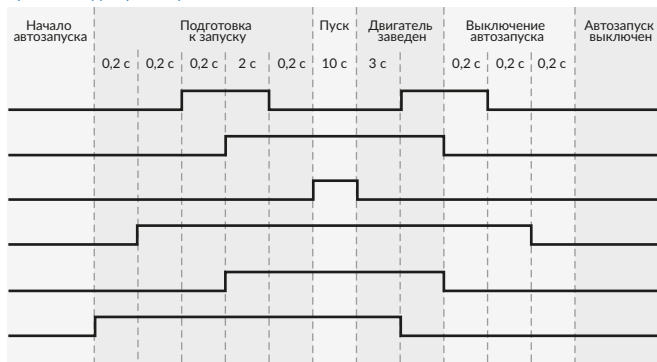 Начало
автозапуска
Подготовка
к запуску
Пуск
Двигатель
заведен
Выключение
автозапуска
Автозапуск
выключен
0,2 с 0,2 с 0,2 с 2 с 0,2 с 10 с 3 с 0,2 с 0,2 с 0,2 с